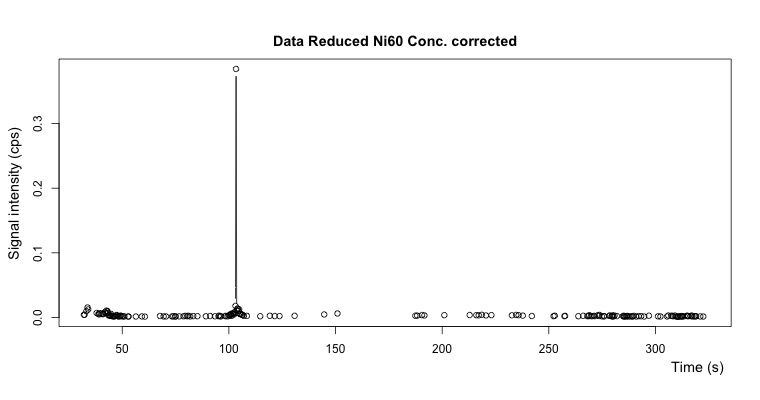 Data Reduced Ni60 Conc. corrected
Signal intensity (cps)
0.3
0.2
0.1
0.0
50 100 150 200 250 300
Time (s)